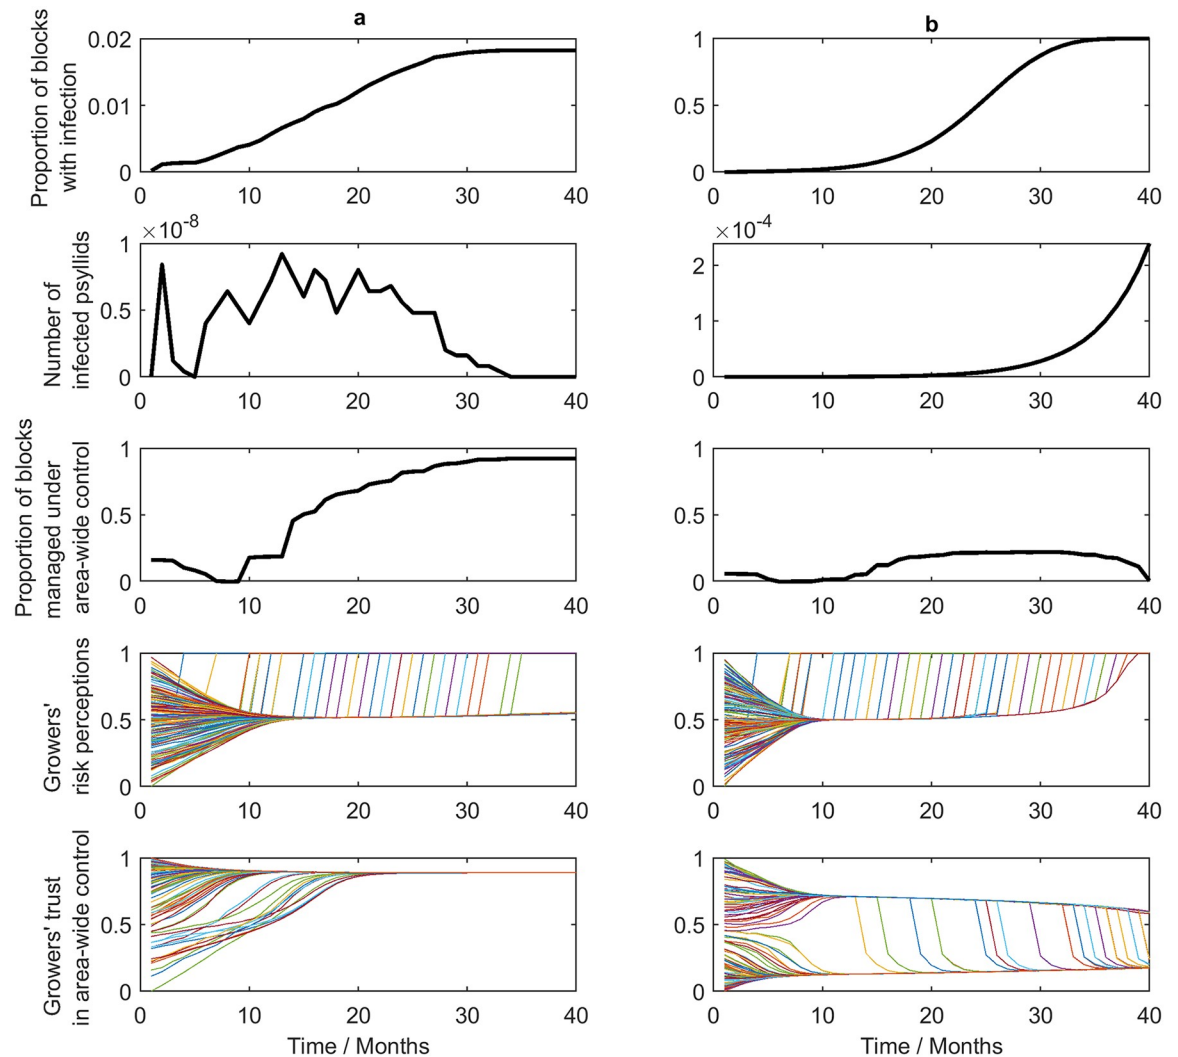 a
b
Proportion of blocks
with infection
0.02
0.01
0
0 10 20 30 40
1
0.5
0
0 10 20 30 40
Number of
infected psyllids
×10-8
1
0.5
0
0 10 20 30 40
×10-4
2
1
0
0 10 20 30 40
Proportion of blocks
managed under
area-wide control
1
0.5
0
0 10 20 30 40
1
0.5
0
0 10 20 30 40
Growers'
risk perceptions
1
0.5
0
0 10 20 30 40
1
0.5
0
0 10 20 30 40
Growers' trust
in area-wide control
1
0.5
0
0 10 20 30 40
Time / Months
1
0.5
0
0 10 20 30 40
Time / Months